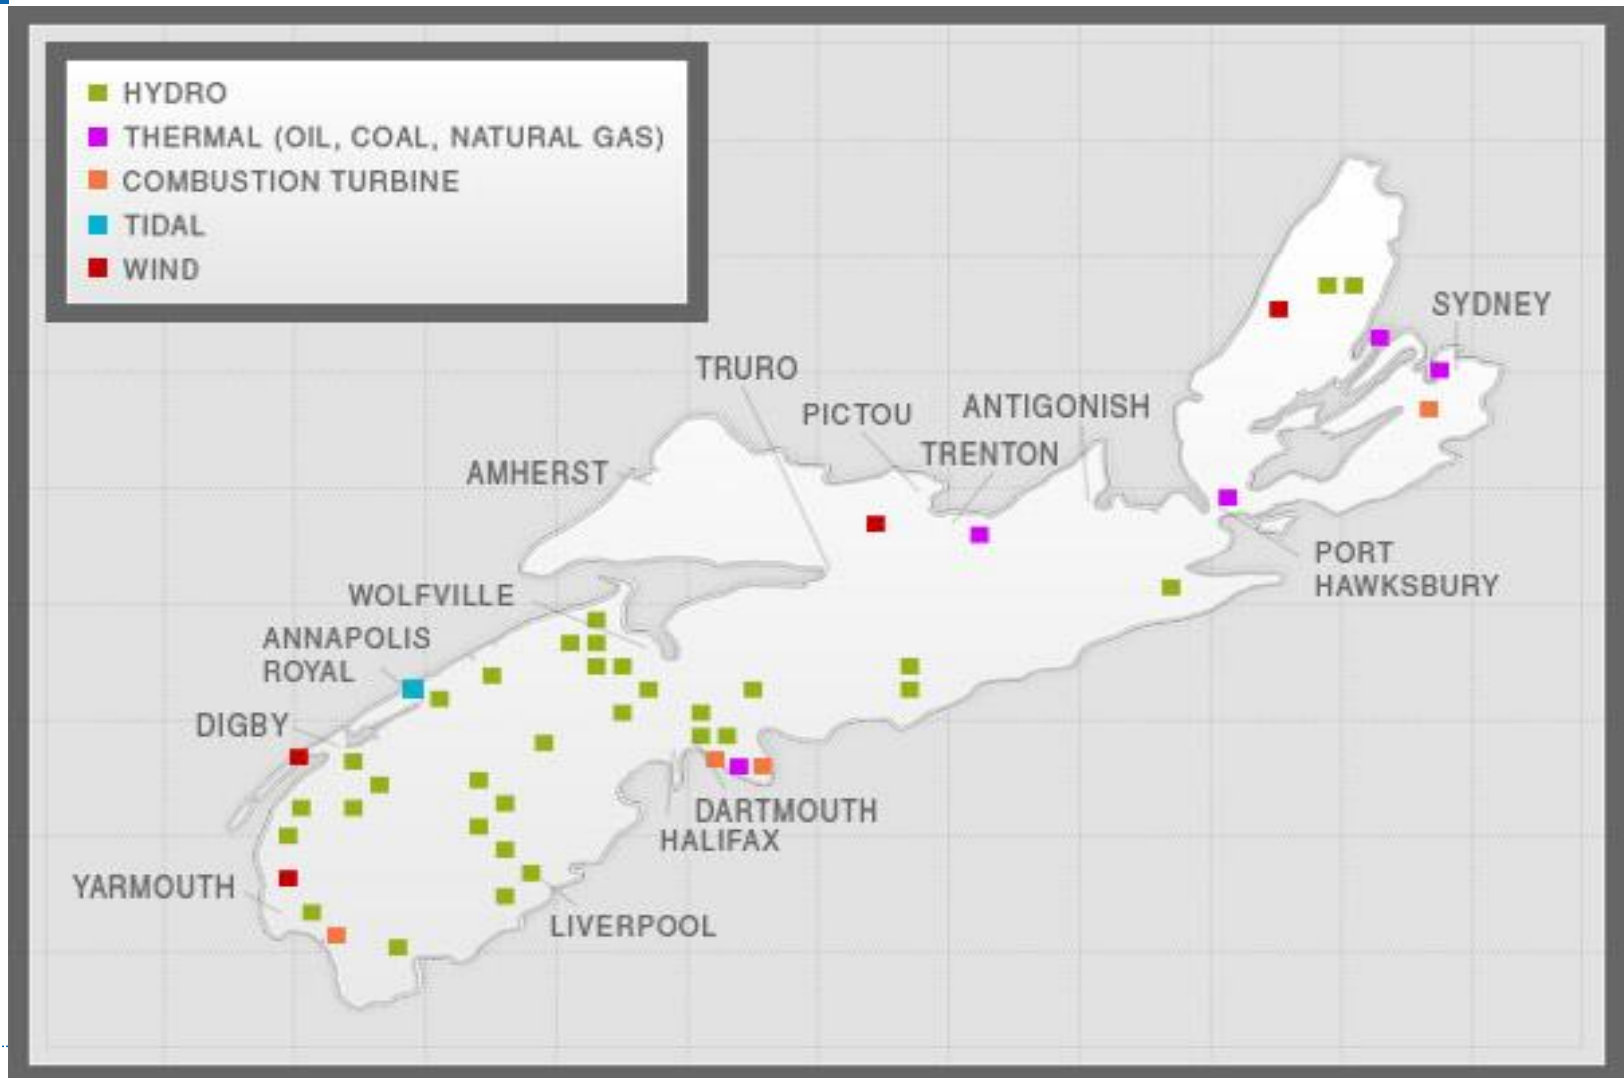 HYDRO
THERMAL (OIL, COAL, NATURAL GAS)
COMBUSTION TURBINE
TIDAL
WIND
SYDNEY
TRURO
PICTOU
ANTIGONISH
TRENTON
AMHERST
PORT
HAWKSBURY
WOLFVILLE
ANNAPOLIS
ROYAL
DIGBY
DARTMOUTH
HALIFAX
YARMOUTH
LIVERPOOL